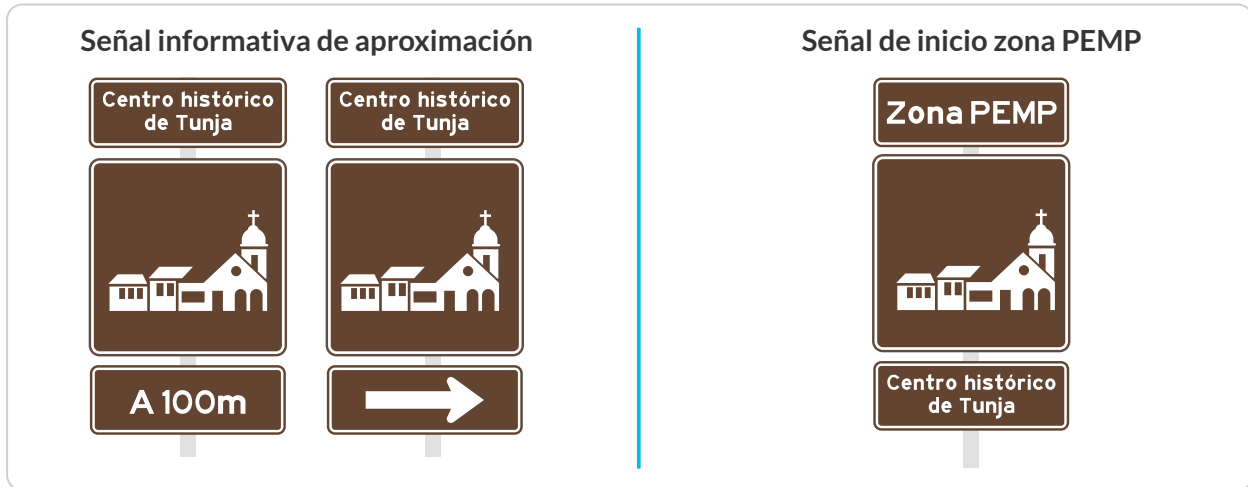 Señal informativa de aproximación
Centro histórico
de Tunja
A 100m
Centro histórico
de Tunja
Señal de inicio zona PEMP
Zona PEMP
Centro histórico
de Tunja